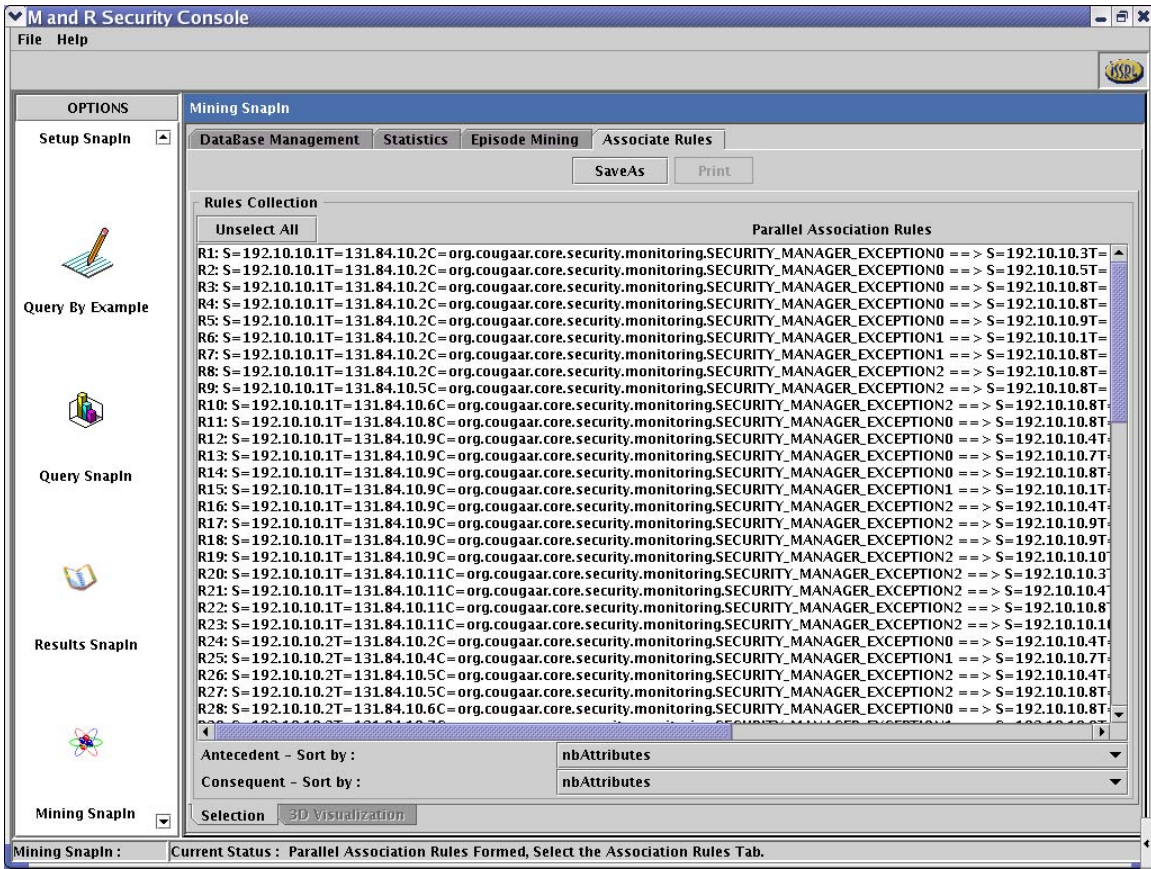 M and R Security Console
File Help
ISSRL
OPTIONS
Setup SnapIn
Query By Example
Query SnapIn
Results SnapIn
Mining SnapIn
Mining SnapIn
DataBase Management Statistics Episode Mining Associate Rules
SaveAs Print
Rules Collection
Unselect All Parallel Association Rules
R1: S=192.10.10.1T=131.84.10.2C=org.cougaar.core.security.monitoring.SECURITY_MANAGER_EXCEPTION0 ==> S=192.10.10.3T=
R2: S=192.10.10.1T=131.84.10.2C=org.cougaar.core.security.monitoring.SECURITY_MANAGER_EXCEPTION0 ==> S=192.10.10.5T=
R3: S=192.10.10.1T=131.84.10.2C=org.cougaar.core.security.monitoring.SECURITY_MANAGER_EXCEPTION0 ==> S=192.10.10.8T=
R4: S=192.10.10.1T=131.84.10.2C=org.cougaar.core.security.monitoring.SECURITY_MANAGER_EXCEPTION0 ==> S=192.10.10.8T=
R5: S=192.10.10.1T=131.84.10.2C=org.cougaar.core.security.monitoring.SECURITY_MANAGER_EXCEPTION0 ==> S=192.10.10.9T=
R6: S=192.10.10.1T=131.84.10.2C=org.cougaar.core.security.monitoring.SECURITY_MANAGER_EXCEPTION1 ==> S=192.10.10.1T=
R7: S=192.10.10.1T=131.84.10.2C=org.cougaar.core.security.monitoring.SECURITY_MANAGER_EXCEPTION1 ==> S=192.10.10.8T=
R8: S=192.10.10.1T=131.84.10.2C=org.cougaar.core.security.monitoring.SECURITY_MANAGER_EXCEPTION2 ==> S=192.10.10.8T=
R9: S=192.10.10.1T=131.84.10.5C=org.cougaar.core.security.monitoring.SECURITY_MANAGER_EXCEPTION2 ==> S=192.10.10.8T=
R10: S=192.10.10.1T=131.84.10.6C=org.cougaar.core.security.monitoring.SECURITY_MANAGER_EXCEPTION2 ==> S=192.10.10.8T=
R11: S=192.10.10.1T=131.84.10.8C=org.cougaar.core.security.monitoring.SECURITY_MANAGER_EXCEPTION0 ==> S=192.10.10.8T=
R12: S=192.10.10.1T=131.84.10.9C=org.cougaar.core.security.monitoring.SECURITY_MANAGER_EXCEPTION0 ==> S=192.10.10.4T=
R13: S=192.10.10.1T=131.84.10.9C=org.cougaar.core.security.monitoring.SECURITY_MANAGER_EXCEPTION0 ==> S=192.10.10.7T=
R14: S=192.10.10.1T=131.84.10.9C=org.cougaar.core.security.monitoring.SECURITY_MANAGER_EXCEPTION0 ==> S=192.10.10.8T=
R15: S=192.10.10.1T=131.84.10.9C=org.cougaar.core.security.monitoring.SECURITY_MANAGER_EXCEPTION1 ==> S=192.10.10.1T=
R16: S=192.10.10.1T=131.84.10.9C=org.cougaar.core.security.monitoring.SECURITY_MANAGER_EXCEPTION2 ==> S=192.10.10.4T=
R17: S=192.10.10.1T=131.84.10.9C=org.cougaar.core.security.monitoring.SECURITY_MANAGER_EXCEPTION2 ==> S=192.10.10.9T=
R18: S=192.10.10.1T=131.84.10.9C=org.cougaar.core.security.monitoring.SECURITY_MANAGER_EXCEPTION2 ==> S=192.10.10.9T=
R19: S=192.10.10.1T=131.84.10.9C=org.cougaar.core.security.monitoring.SECURITY_MANAGER_EXCEPTION2 ==> S=192.10.10.10T
R20: S=192.10.10.1T=131.84.10.11C=org.cougaar.core.security.monitoring.SECURITY_MANAGER_EXCEPTION2 ==> S=192.10.10.3T
R21: S=192.10.10.1T=131.84.10.11C=org.cougaar.core.security.monitoring.SECURITY_MANAGER_EXCEPTION2 ==> S=192.10.10.4T
R22: S=192.10.10.1T=131.84.10.11C=org.cougaar.core.security.monitoring.SECURITY_MANAGER_EXCEPTION2 ==> S=192.10.10.8T
R23: S=192.10.10.1T=131.84.10.11C=org.cougaar.core.security.monitoring.SECURITY_MANAGER_EXCEPTION2 ==> S=192.10.10.10
R24: S=192.10.10.2T=131.84.10.2C=org.cougaar.core.security.monitoring.SECURITY_MANAGER_EXCEPTION0 ==> S=192.10.10.4T=
R25: S=192.10.10.2T=131.84.10.4C=org.cougaar.core.security.monitoring.SECURITY_MANAGER_EXCEPTION1 ==> S=192.10.10.7T=
R26: S=192.10.10.2T=131.84.10.5C=org.cougaar.core.security.monitoring.SECURITY_MANAGER_EXCEPTION2 ==> S=192.10.10.4T=
R27: S=192.10.10.2T=131.84.10.5C=org.cougaar.core.security.monitoring.SECURITY_MANAGER_EXCEPTION2 ==> S=192.10.10.8T=
R28: S=192.10.10.2T=131.84.10.6C=org.cougaar.core.security.monitoring.SECURITY_MANAGER_EXCEPTION2 ==> S=192.10.10.8T=
Antecedent - Sort by : nbAttributes
Consequent - Sort by : nbAttributes
Selection 3D Visualization
Mining SnapIn : Current Status : Parallel Association Rules Formed, Select the Association Rules Tab.